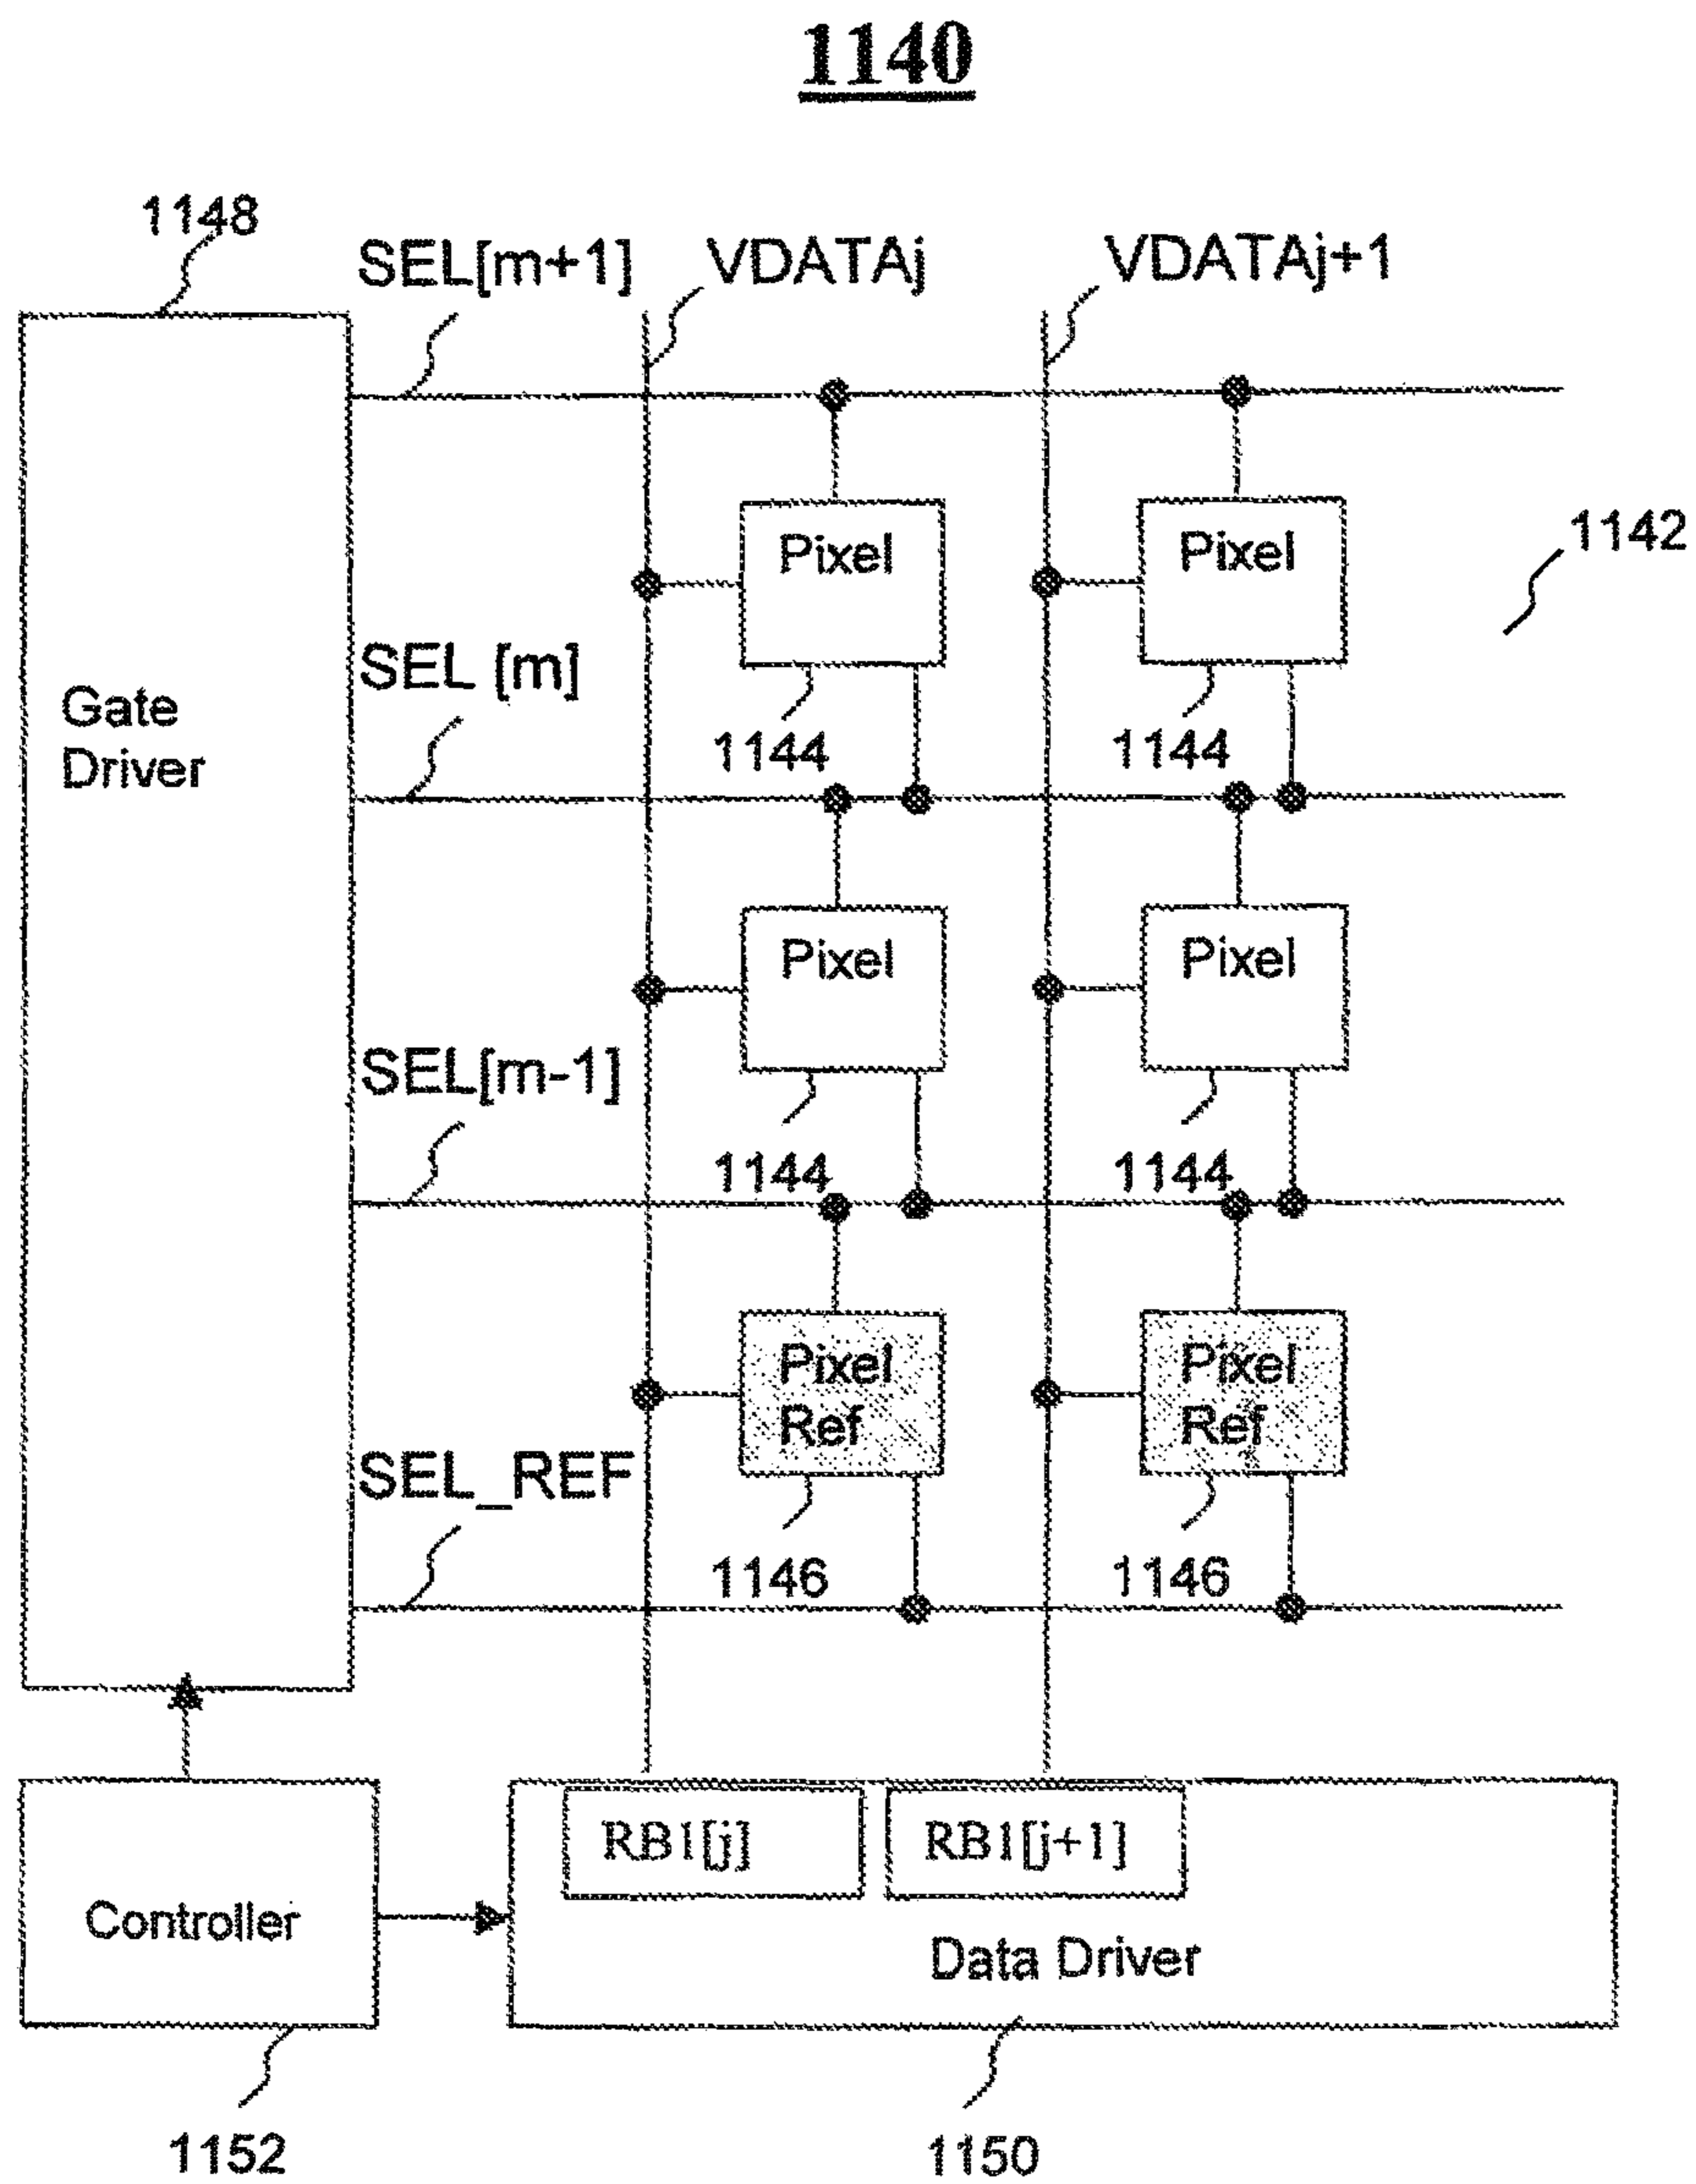 1140
1148
SEL[m+1]
VDATAj
VDATAj+1
Pixel
Pixel
1142
SEL [m]
Gate
Driver
1144
1144
Pixel
Pixel
SEL[m-1]
1144
1144
Pixel
Ref
Pixel
Ref
SEL_REF
1146
1146
RB1[j]
RB1[j+1]
Controller
Data Driver
1152
1150